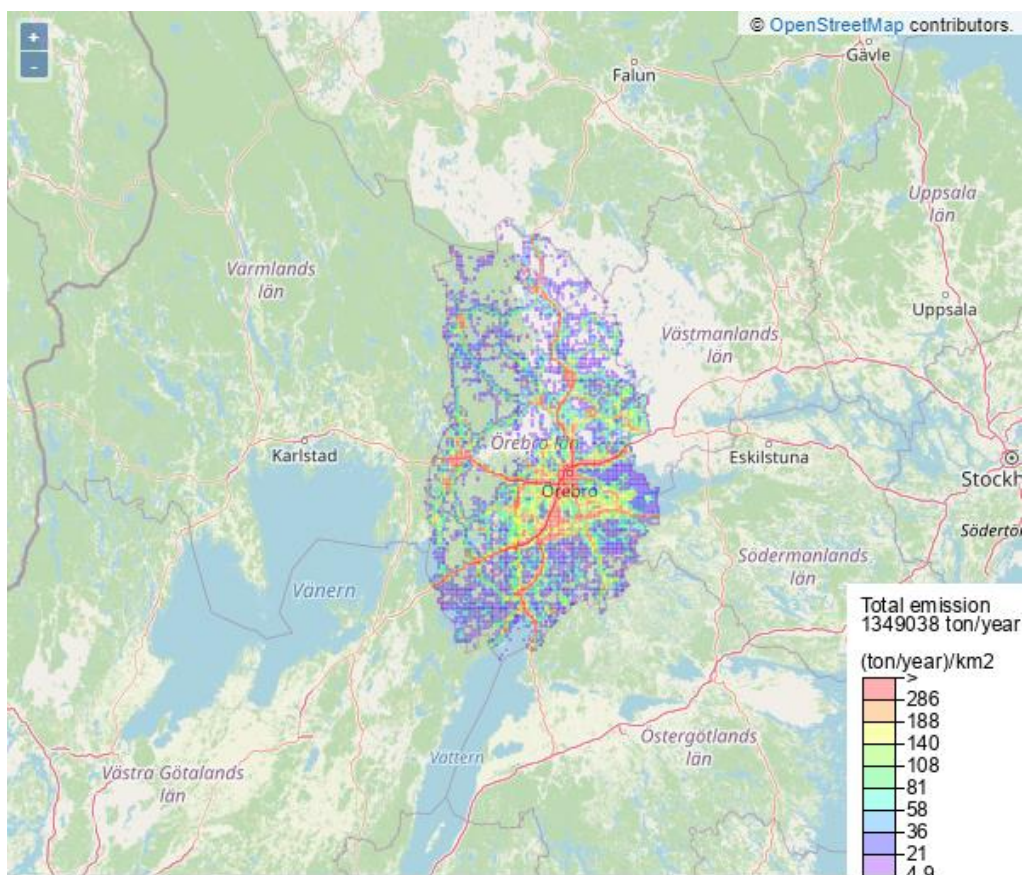 +
-
© OpenStreetMap contributors.
Gävle
Falun
Uppsala
län
Värmlands
län
Uppsala
Västmanlands
län
Örebro län
Karlstad
Eskilstuna
Stockh
Örebro
Södertör
Södermanlands
län
Vänern
Total emission
1349038 ton/year
(ton/year)/km2
>
286
188
140
108
81
58
36
21
4.9
Östergötlands
län
Vättern
Västra Götalands
län